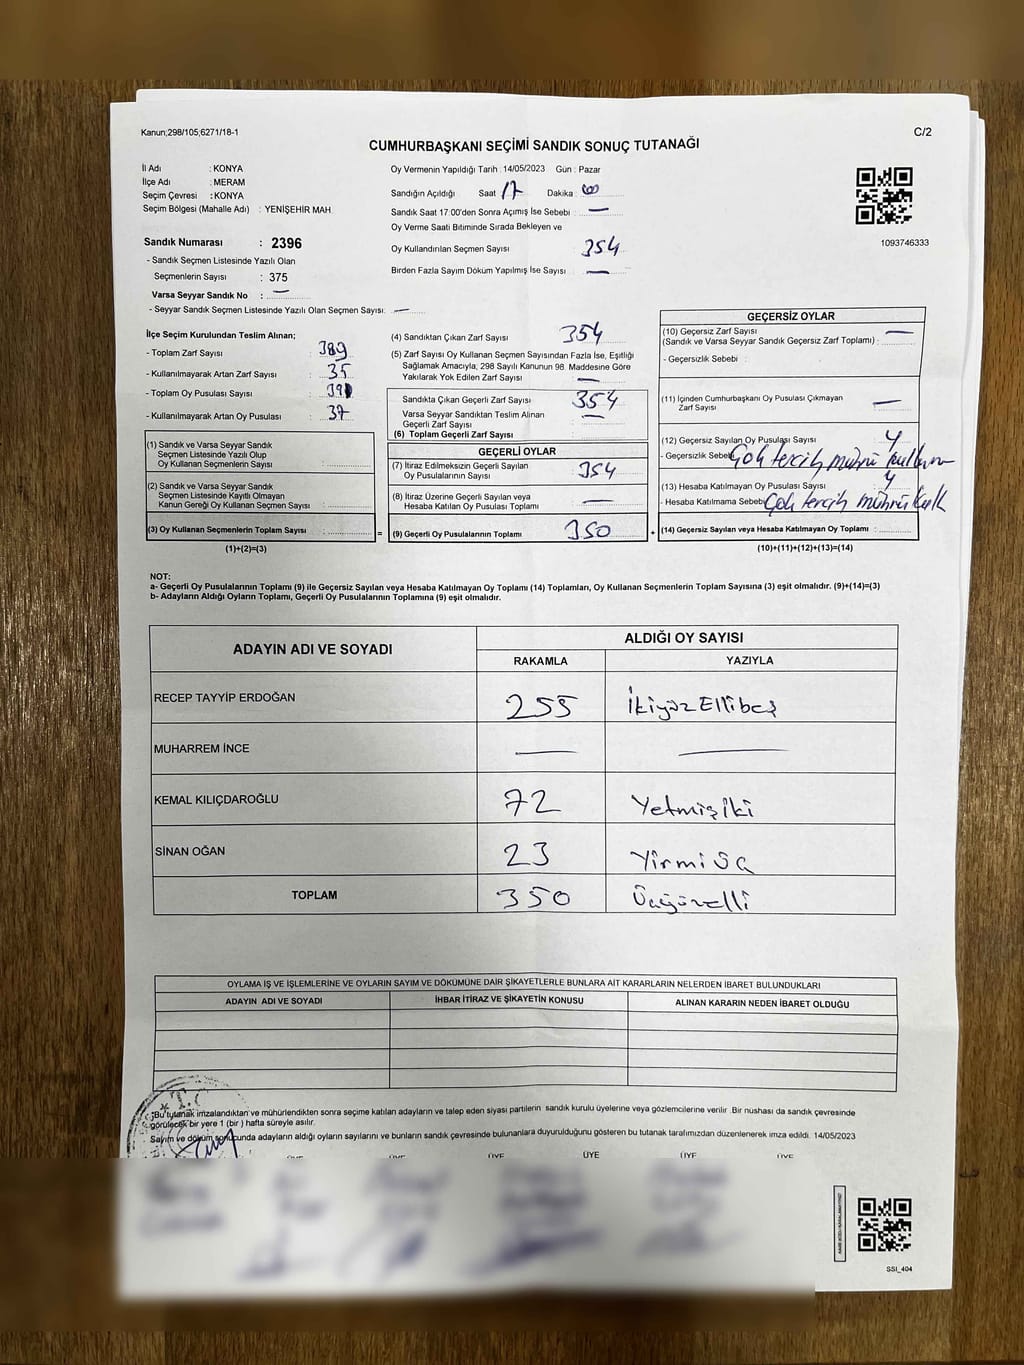 Kanun;298/105;6271/18-1
C/2
CUMHURBAŞKANI SEÇİMİ SANDIK SONUÇ TUTANAĞI
İl Adı : KONYA
İlçe Adı : MERAM
Seçim Çevresi : KONYA
Seçim Bölgesi (Mahalle Adı) : YENİŞEHİR MAH.
Sandık Numarası : 2396
- Sandık Seçmen Listesinde Yazılı Olan
Seçmenlerin Sayısı : 375
Varsa Seyyar Sandık No : —
- Seyyar Sandık Seçmen Listesinde Yazılı Olan Seçmen Sayısı: —
Oy Vermenin Yapıldığı Tarih : 14/05/2023 Gün : Pazar
Sandığın Açıldığı Saat 17 Dakika 00
Sandık Saat 17:00'den Sonra Açımış İse Sebebi : —
Oy Verme Saati Bitiminde Sırada Bekleyen ve
Oy Kullandırılan Seçmen Sayısı 354
Birden Fazla Sayım Döküm Yapılmış İse Sayısı : —
1093746333
İlçe Seçim Kurulundan Teslim Alınan;
- Toplam Zarf Sayısı : 389
- Kullanılmayarak Artan Zarf Sayısı : 35
- Toplam Oy Pusulası Sayısı : 391
- Kullanılmayarak Artan Oy Pusulası : 37
(1) Sandık ve Varsa Seyyar Sandık
Seçmen Listesinde Yazılı Olup
Oy Kullanan Seçmenlerin Sayısı :
(2) Sandık ve Varsa Seyyar Sandık
Seçmen Listesinde Kayıtlı Olmayan
Kanun Gereği Oy Kullanan Seçmen Sayısı :
(3) Oy Kullanan Seçmenlerin Toplam Sayısı :
(1)+(2)=(3)
(4) Sandıktan Çıkan Zarf Sayısı : 354
(5) Zarf Sayısı Oy Kullanan Seçmen Sayısından Fazla İse, Eşitliği
Sağlamak Amacıyla; 298 Sayılı Kanunun 98. Maddesine Göre
Yakılarak Yok Edilen Zarf Sayısı : —
Sandıkta Çıkan Geçerli Zarf Sayısı : 354
Varsa Seyyar Sandıktan Teslim Alınan
Geçerli Zarf Sayısı : —
(6) Toplam Geçerli Zarf Sayısı :
GEÇERLİ OYLAR
(7) İtiraz Edilmeksizin Geçerli Sayılan
Oy Pusulasının Sayısı : 354
(8) İtiraz Üzerine Geçerli Sayılan veya
Hesaba Katılan Oy Pusulası Toplamı : —
= (9) Geçerli Oy Pusulalarının Toplamı : 350 +
GEÇERSİZ OYLAR
(10) Geçersiz Zarf Sayısı —
(Sandık ve Varsa Seyyar Sandık Geçersiz Zarf Toplamı) :
- Geçersizlik Sebebi :
(11) İçinden Cumhurbaşkanı Oy Pusulası Çıkmayan
Zarf Sayısı : —
(12) Geçersiz Sayılan Oy Pusulası Sayısı : 4
- Geçersizlik Sebebi Çok tercih mührü kullanma
(13) Hesaba Katılmayan Oy Pusulası Sayısı : 4
- Hesaba Katılmama Sebebi Çok tercih mührü kulk
(14) Geçersiz Sayılan veya Hesaba Katılmayan Oy Toplamı :
(10)+(11)+(12)+(13)=(14)
NOT:
a- Geçerli Oy Pusulalarının Toplamı (9) ile Geçersiz Sayılan veya Hesaba Katılmayan Oy Toplamı (14) Toplamları, Oy Kullanan Seçmenlerin Toplam Sayısına (3) eşit olmalıdır. (9)+(14)=(3)
b- Adayların Aldığı Oyların Toplamı, Geçerli Oy Pusulalarının Toplamına (9) eşit olmalıdır.
ADAYIN ADI VE SOYADI ALDIĞI OY SAYISI
RAKAMLA YAZIYLA
RECEP TAYYİP ERDOĞAN 255 İkiyüzEllibeş
MUHARREM İNCE — —
KEMAL KILIÇDAROĞLU 72 Yetmişiki
SİNAN OĞAN 23 YirmiÜç
TOPLAM 350 Üçyüzelli
OYLAMA İŞ VE İŞLEMLERİNE VE OYLARIN SAYIM VE DÖKÜMÜNE DAİR ŞİKAYETLERLE BUNLARA AİT KARARLARIN NELERDEN İBARET BULUNDUKLARI
ADAYIN ADI VE SOYADI İHBAR İTİRAZ VE ŞİKAYETİN KONUSU ALINAN KARARIN NEDEN İBARET OLDUĞU
T.C.
Bu tutanak imzalandıktan ve mühürlendikten sonra seçime katılan adayların ve talep eden siyasi partilerin sandık kurulu üyelerine veya gözlemcilerine verilir. Bir nushası da sandık çevresinde
görülecek bir yere 1 (bir ) hafta süreyle asılır.
Sayım ve döküm sonucunda adayların aldığı oyların sayılarını ve bunların sandık çevresinde bulunanlara duyurulduğunu gösteren bu tutanak tarafımızdan düzenlenerek imza edildi. 14/05/2023
ÜYE ÜYE ÜYE ÜYE ÜYE ÜYE
SSI_404